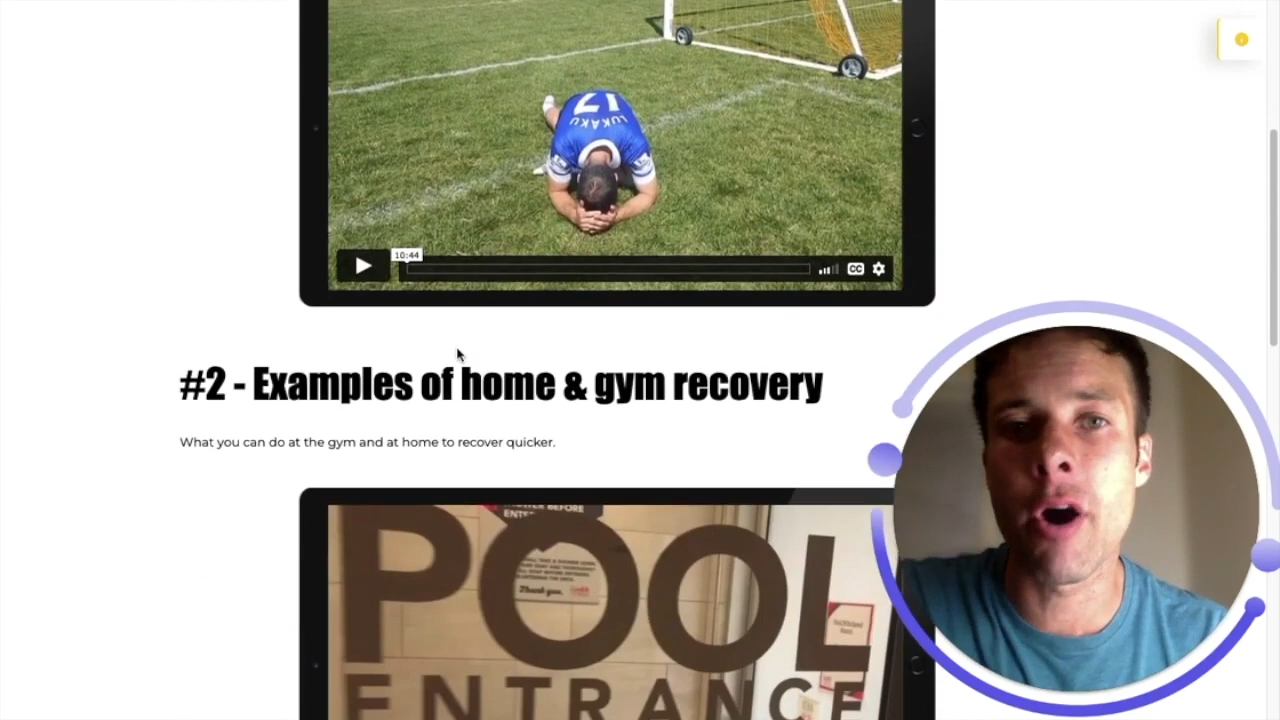 17
LUKAKU
10:44
CC
#2 - Examples of home & gym recovery
What you can do at the gym and at home to recover quicker.
BEFORE
POOL
Thank you.
ENTRANCE